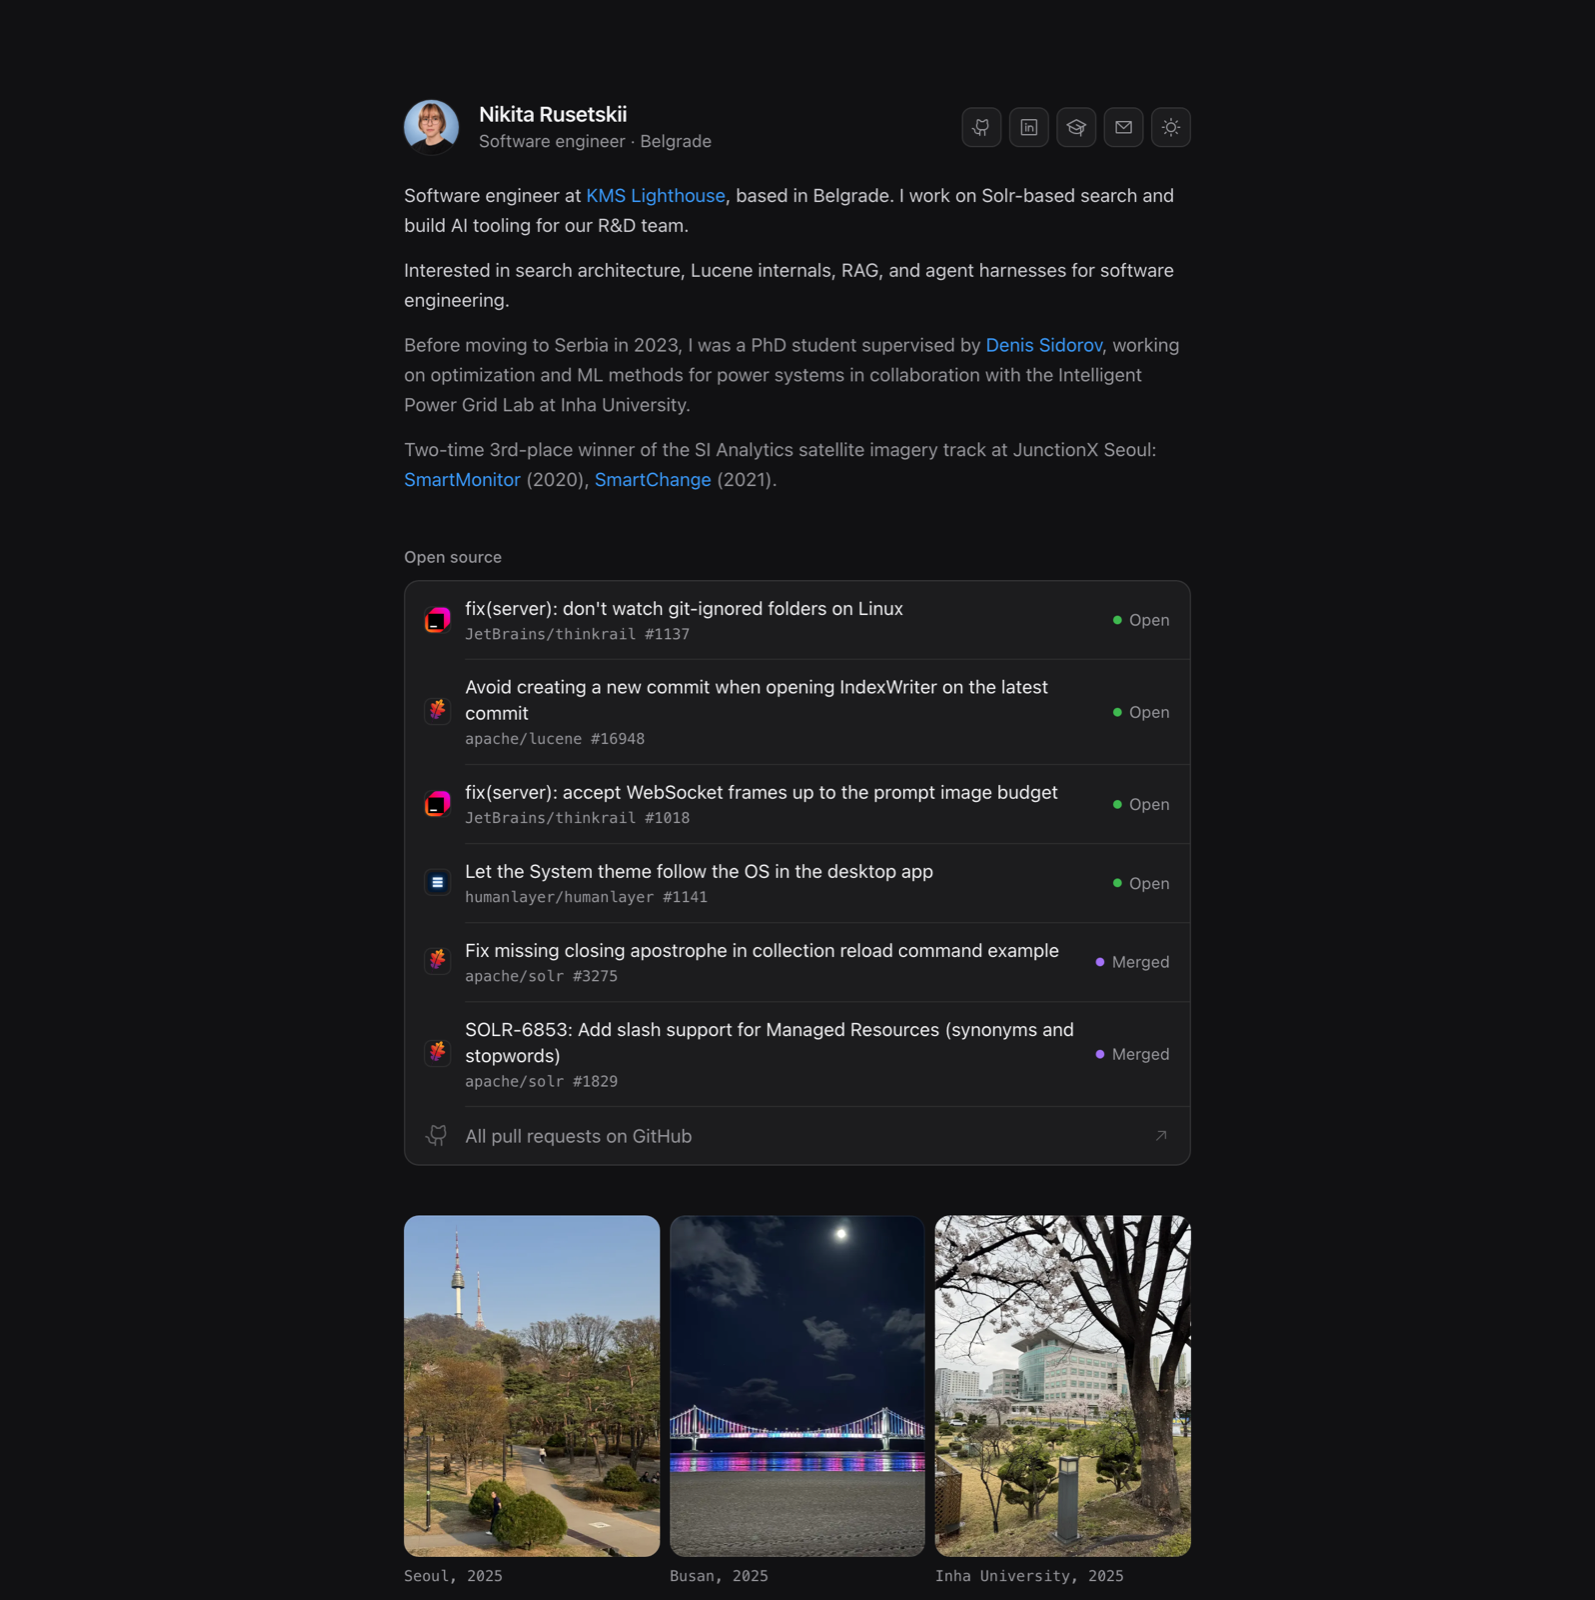 Nikita Rusetskii
Software engineer · Belgrade
Software engineer at KMS Lighthouse, based in Belgrade. I work on Solr-based search and
build AI tooling for our R&D team.
Interested in search architecture, Lucene internals, RAG, and agent harnesses for software
engineering.
Before moving to Serbia in 2023, I was a PhD student supervised by Denis Sidorov, working
on optimization and ML methods for power systems in collaboration with the Intelligent
Power Grid Lab at Inha University.
Two-time 3rd-place winner of the SI Analytics satellite imagery track at JunctionX Seoul:
SmartMonitor (2020), SmartChange (2021).
Open source
fix(server): don't watch git-ignored folders on Linux
JetBrains/thinkrail #1137
Open
Avoid creating a new commit when opening IndexWriter on the latest
commit
apache/lucene #16948
Open
fix(server): accept WebSocket frames up to the prompt image budget
JetBrains/thinkrail #1018
Open
Let the System theme follow the OS in the desktop app
humanlayer/humanlayer #1141
Open
Fix missing closing apostrophe in collection reload command example
apache/solr #3275
Merged
SOLR-6853: Add slash support for Managed Resources (synonyms and
stopwords)
apache/solr #1829
Merged
All pull requests on GitHub
Seoul, 2025
Busan, 2025
Inha University, 2025